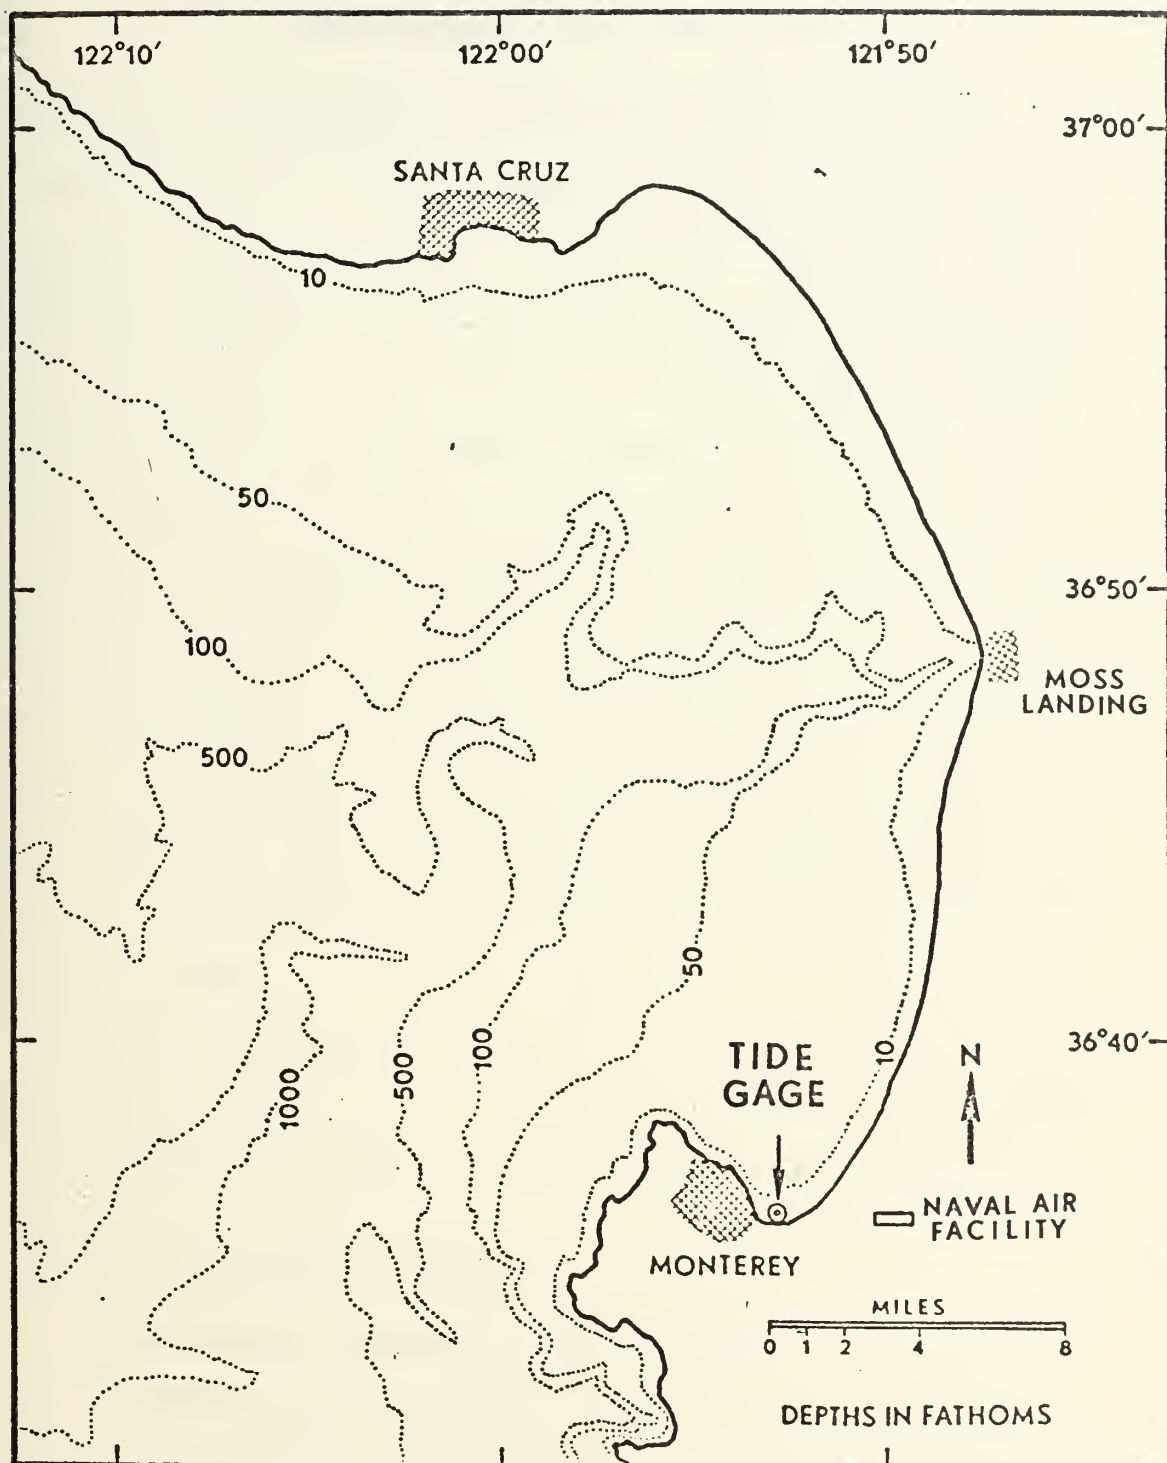 122°10'
122°00'
121°50'
37°00'
SANTA CRUZ
10
50
36°50'
100
MOSS
LANDING
500
50
36°40'
10
TIDE
GAGE
N
100
500
1000
NAVAL AIR
FACILITY
MONTEREY
MILES
0 1 2 4 8
DEPTHS IN FATHOMS